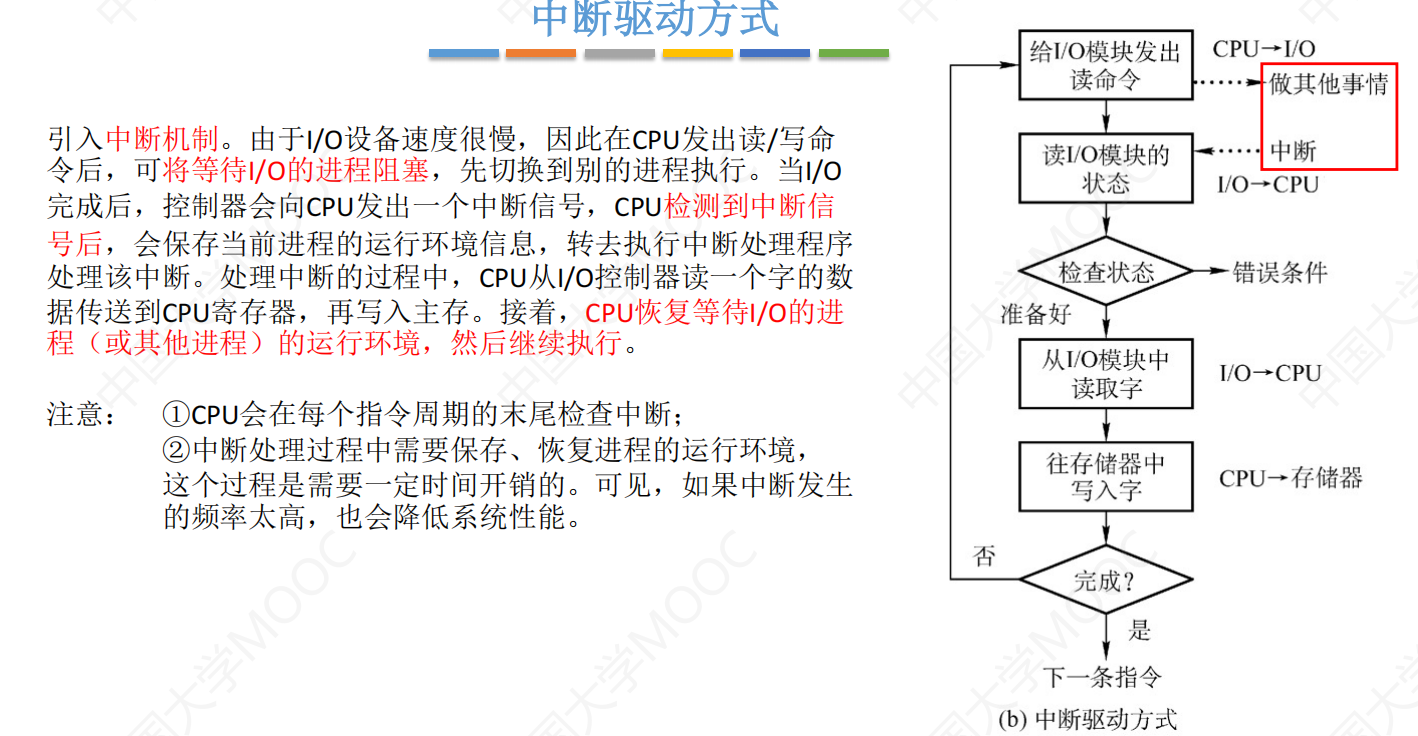 中断驱动方式
引入中断机制。由于I/O设备速度很慢，因此在CPU发出读/写命
令后，可将等待I/O的进程阻塞，先切换到别的进程执行。当I/O
完成后，控制器会向CPU发出一个中断信号，CPU检测到中断信
号后，会保存当前进程的运行环境信息，转去执行中断处理程序
处理该中断。处理中断的过程中，CPU从I/O控制器读一个字的数
据传送到CPU寄存器，再写入主存。接着，CPU恢复等待I/O的进
程（或其他进程）的运行环境，然后继续执行。
注意： ①CPU会在每个指令周期的末尾检查中断；
②中断处理过程中需要保存、恢复进程的运行环境，
这个过程是需要一定时间开销的。可见，如果中断发生
的频率太高，也会降低系统性能。
给I/O模块发出
读命令
CPU→I/O
做其他事情
读I/O模块的
状态
中断
I/O→CPU
检查状态
错误条件
准备好
从I/O模块中
读取字
I/O→CPU
往存储器中
写入字
CPU→存储器
否
完成？
是
下一条指令
(b) 中断驱动方式
中国大学MOOC